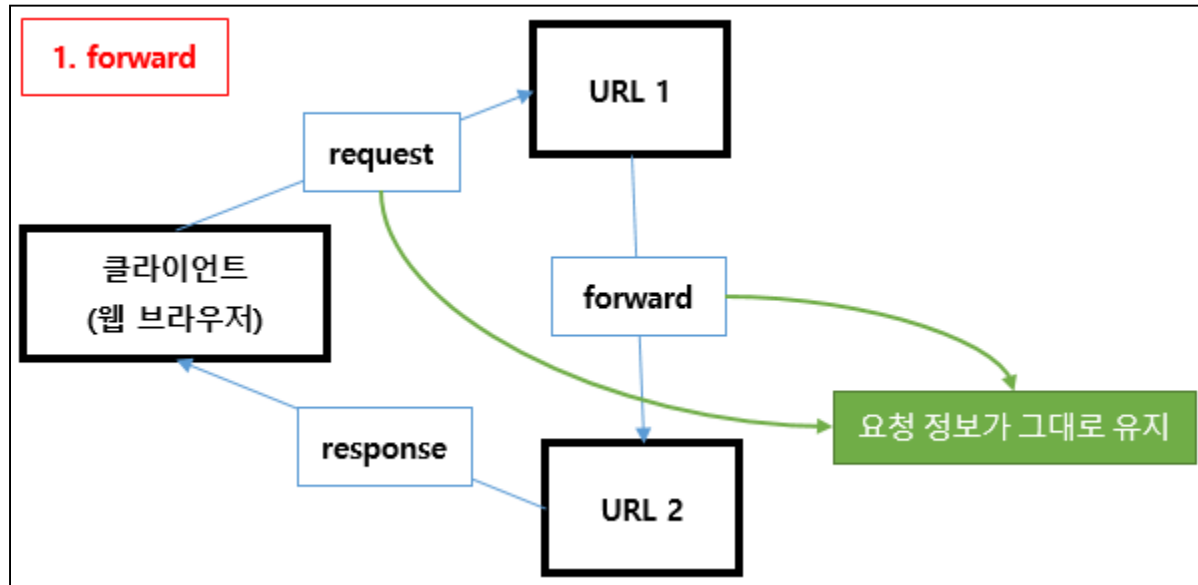 1. forward
URL 1
request
클라이언트
(웹 브라우저)
forward
요청 정보가 그대로 유지
response
URL 2